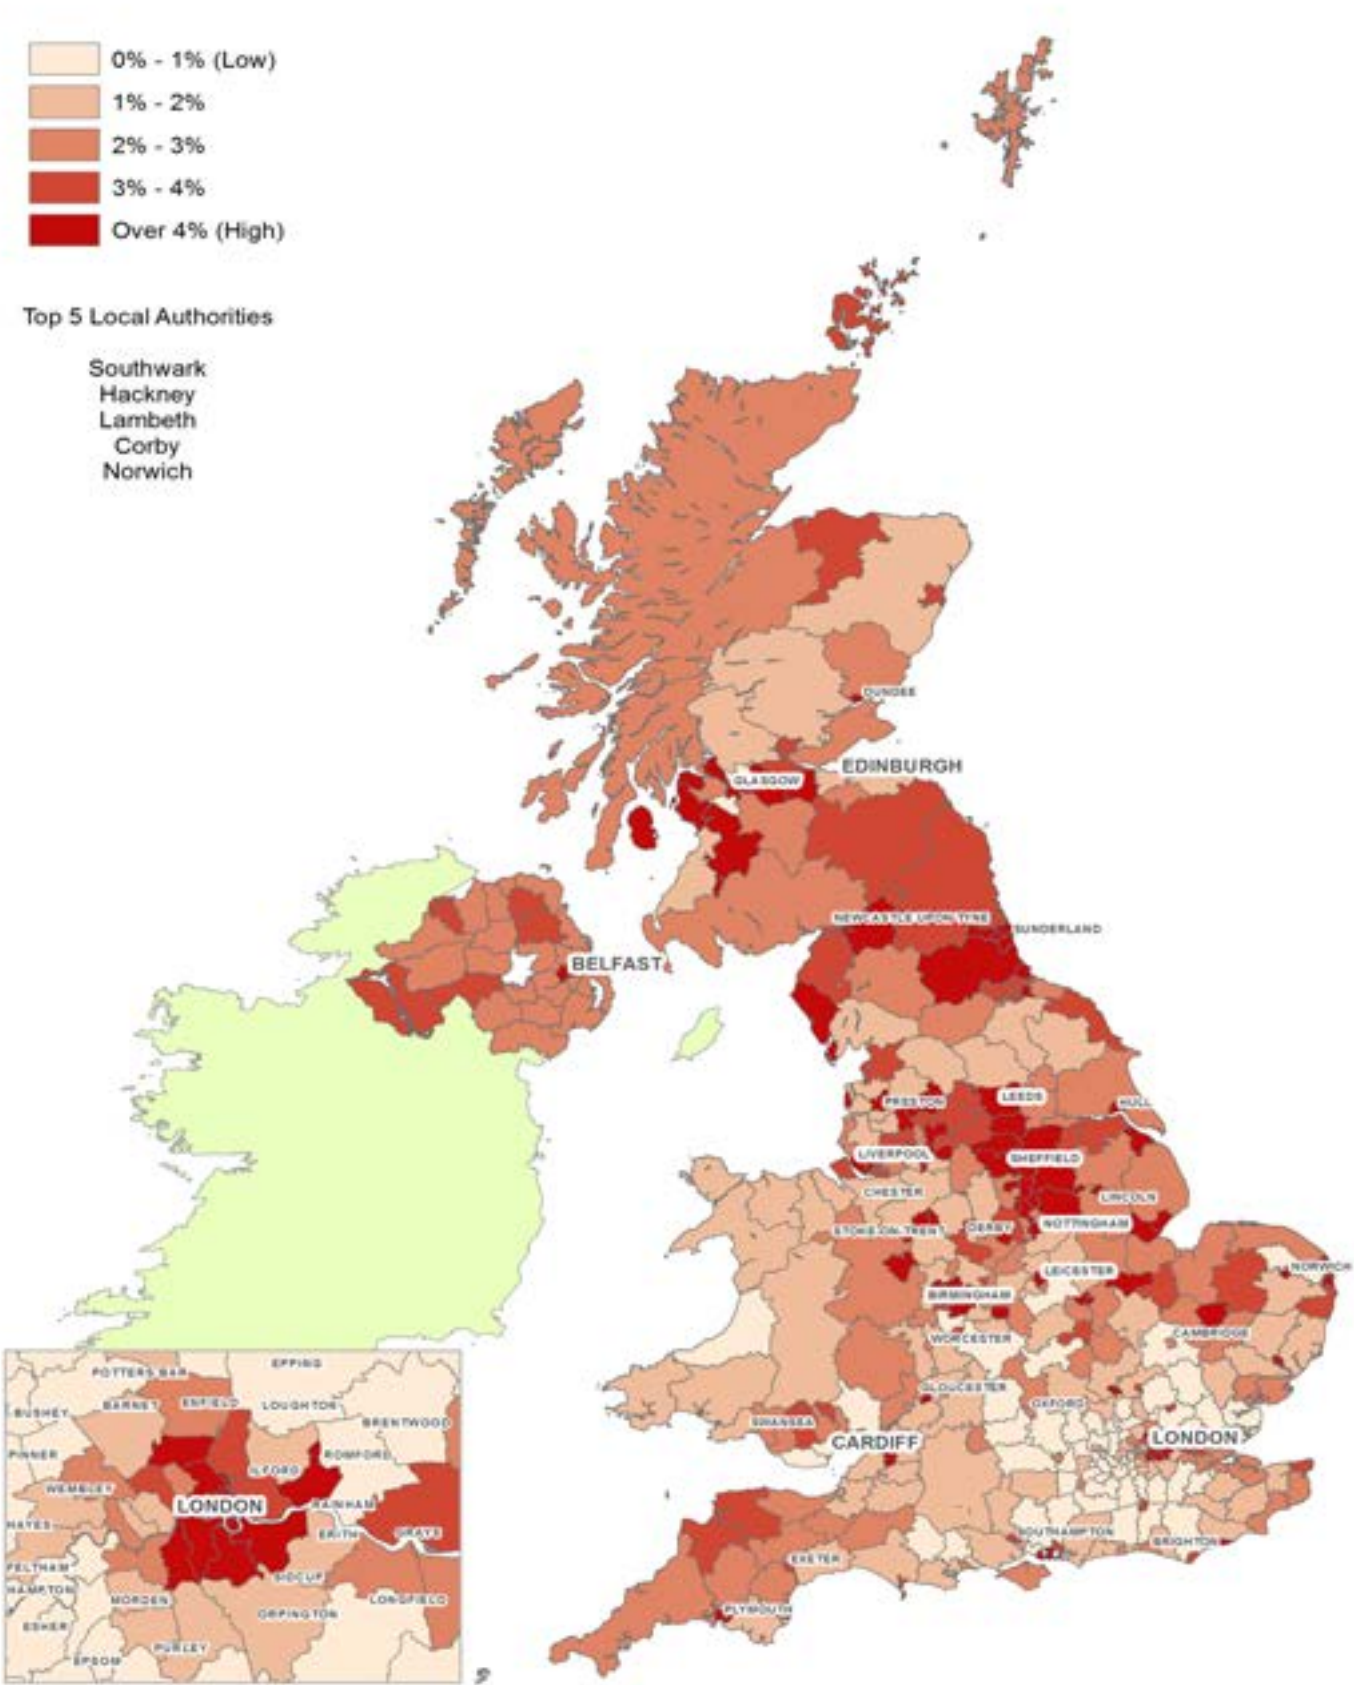 0% - 1% (Low)
1% - 2%
2% - 3%
3% - 4%
Over 4% (High)
Top 5 Local Authorities
Southwark
Hackney
Lambeth
Corby
Norwich
DUNDEE
EDINBURGH
GLASGOW
NEWCASTLE UPON TYNE
SUNDERLAND
BELFAST
PRESTON
LEEDS
HULL
LIVERPOOL
SHEFFIELD
CHESTER
LINCOLN
STOKE-ON-TRENT
DERBY
NOTTINGHAM
LEICESTER
NORWICH
BIRMINGHAM
WORCESTER
CAMBRIDGE
GLOUCESTER
OXFORD
SWANSEA
CARDIFF
LONDON
SOUTHAMPTON
BRIGHTON
EXETER
PLYMOUTH
EPPING
POTTERS BAR
BARNET
ENFIELD
LOUGHTON
BUSHEY
BRENTWOOD
PINNER
ROMFORD
ILFORD
WEMBLEY
LONDON
RAINHAM
HAYES
ERITH
GRAYS
FELTHAM
SIDCUP
HAMPTON
MORDEN
LONGFIELD
ORPINGTON
ESHER
PURLEY
EPSOM